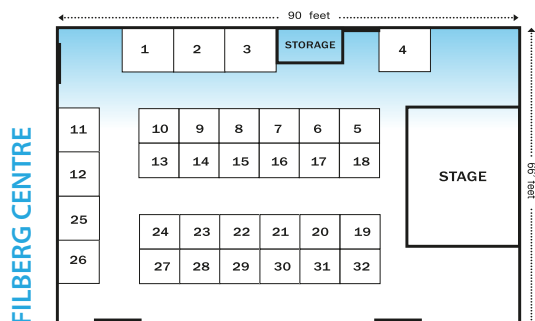 90 feet
1 2 3 STORAGE 4
11 10 9 8 7 6 5
13 14 15 16 17 18
12
STAGE
66' feet
25 24 23 22 21 20 19
26 27 28 29 30 31 32
FILBERG CENTRE